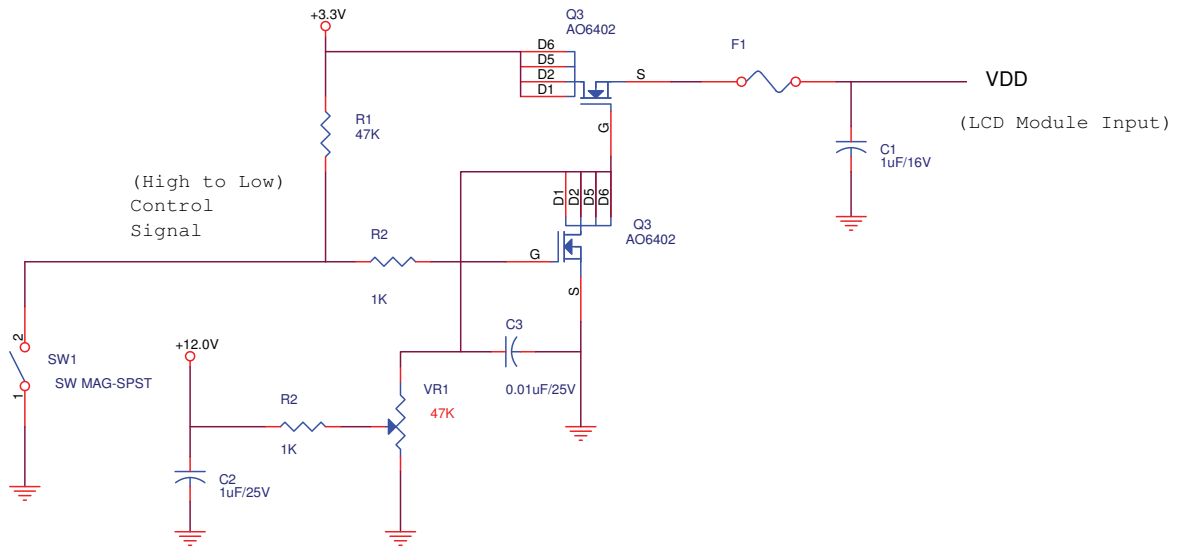 +3.3V
Q3
AO6402
D6
D5
D2
D1
S
G
F1
VDD
(LCD Module Input)
R1
47K
C1
1uF/16V
(High to Low)
Control
Signal
D1
D2
D5
D6
Q3
AO6402
R2
1K
G
S
2
1
SW1
SW MAG-SPST
+12.0V
C3
0.01uF/25V
R2
1K
VR1
47K
C2
1uF/25V